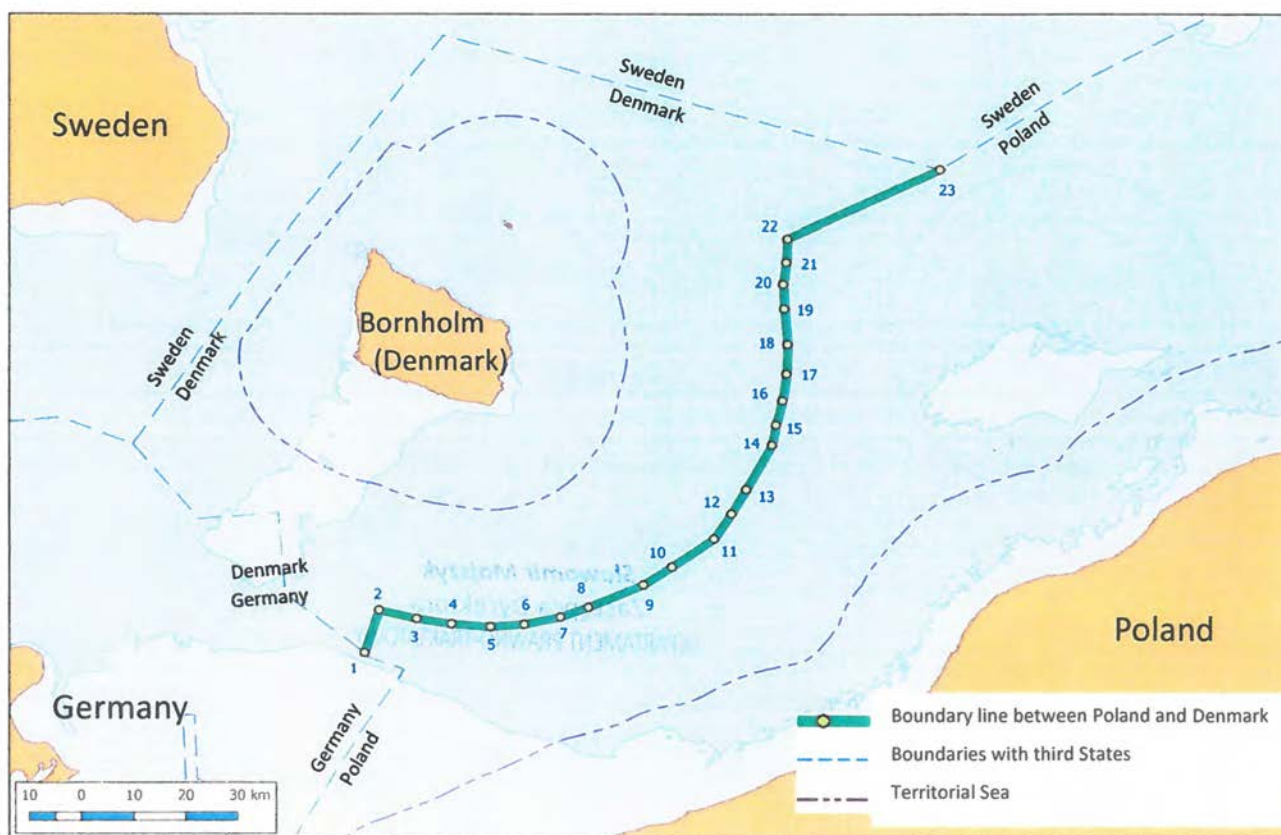 Sweden
Sweden
Denmark
Sweden
Poland
23
22
21
20
19
18
17
16
15
14
13
12
11
10
9
8
7
6
5
4
3
2
1
Bornholm
(Denmark)
Sweden
Denmark
Denmark
Germany
Germany
Germany
Poland
Poland
Boundary line between Poland and Denmark
Boundaries with third States
Territorial Sea
10 0 10 20 30 km